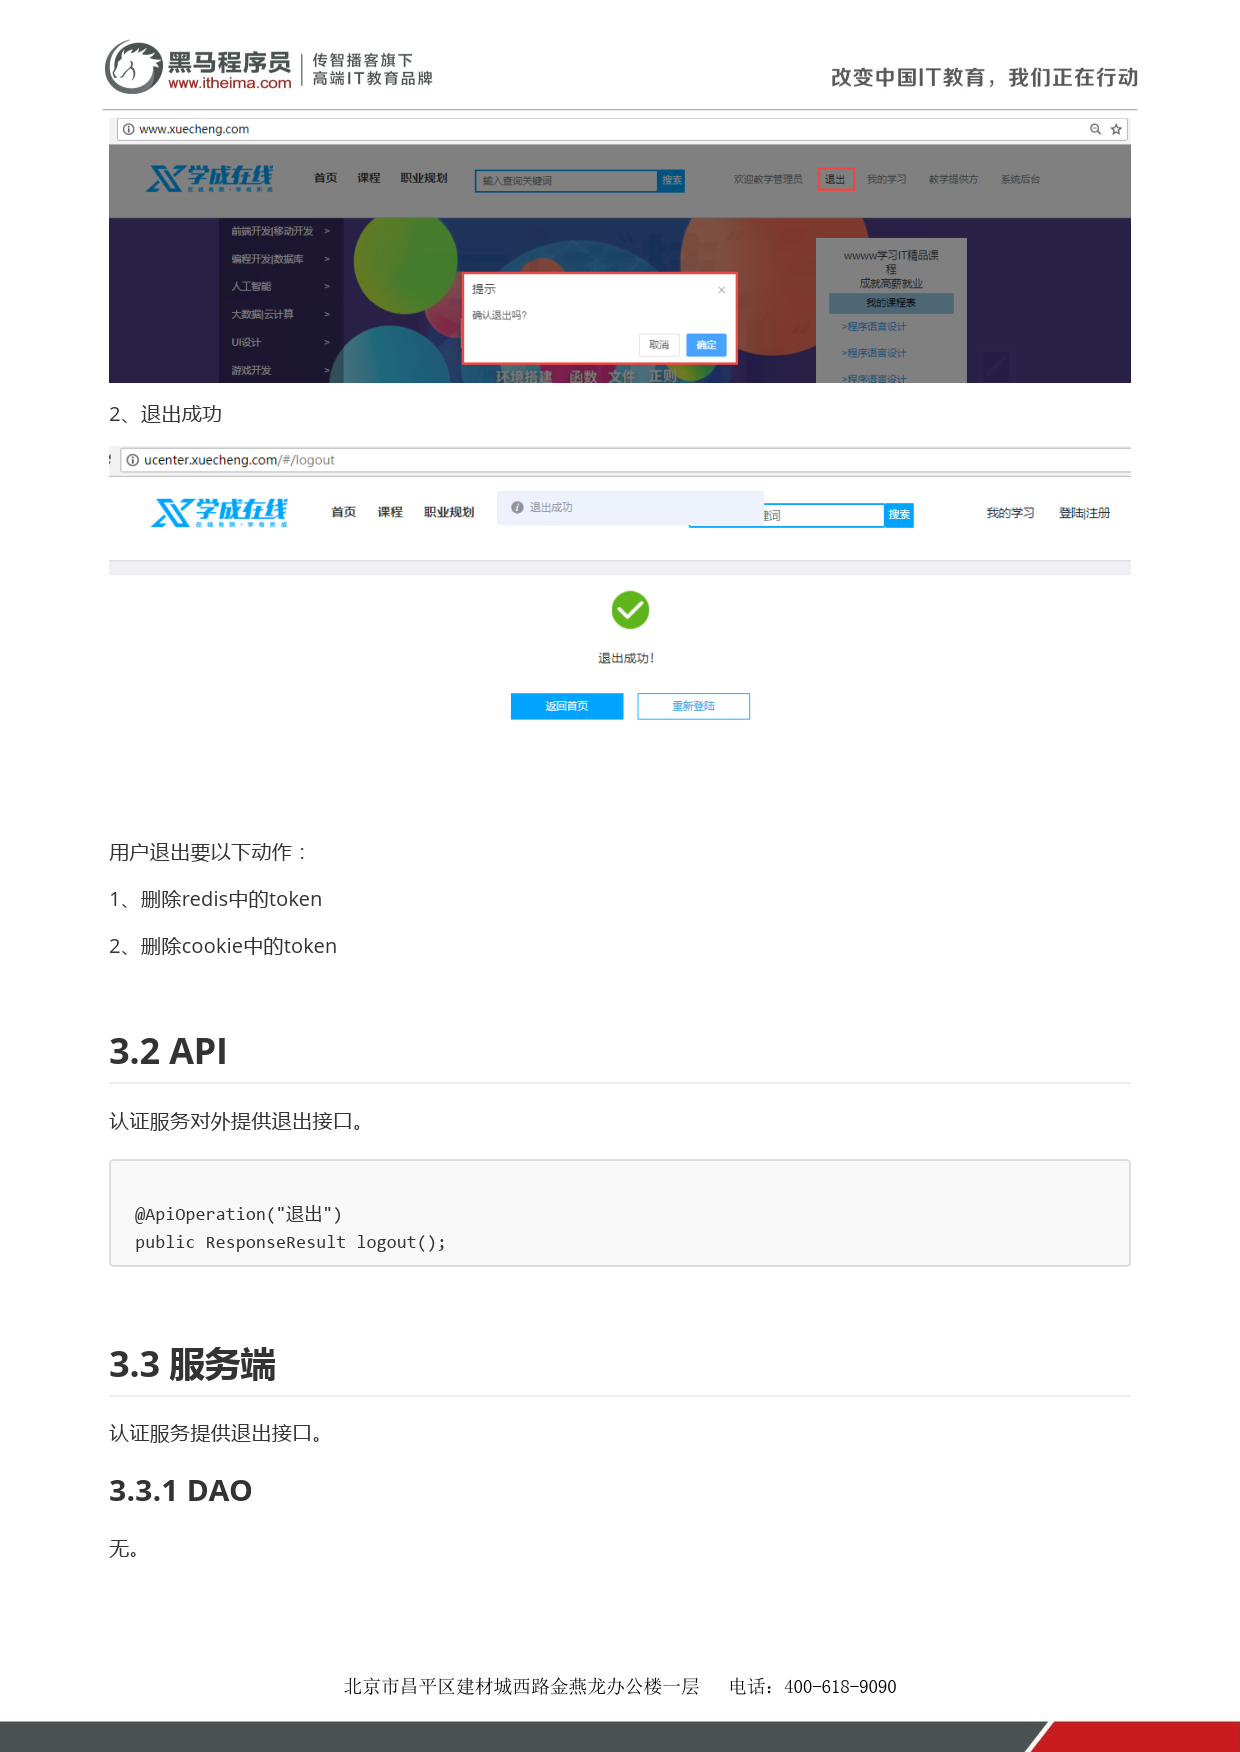 黑马程序员
www.itheima.com
传智播客旗下
高端IT教育品牌
改变中国IT教育，我们正在行动
www.xuecheng.com
学成在线
首页 课程 职业规划 输入查询关键词 搜索 欢迎教学管理员 退出 我的学习 教学提供方 系统后台
前端开发|移动开发 >
编程开发|数据库 >
人工智能 >
大数据|云计算 >
UI设计 >
游戏开发 >
提示 ×
确认退出吗?
取消 确定
环境搭建 函数 文件 正则
wwww学习IT精品课
程
成就高薪就业
我的课程表
>程序语言设计
>程序语言设计
>程序语言设计
2、退出成功
ucenter.xuecheng.com/#/logout
学成在线
首页 课程 职业规划 退出成功 键词 搜索 我的学习 登陆|注册
退出成功！
返回首页 重新登陆
用户退出要以下动作：
1、删除redis中的token
2、删除cookie中的token
3.2 API
认证服务对外提供退出接口。
@ApiOperation("退出")
public ResponseResult logout();
3.3 服务端
认证服务提供退出接口。
3.3.1 DAO
无。
北京市昌平区建材城西路金燕龙办公楼一层 电话：400-618-9090